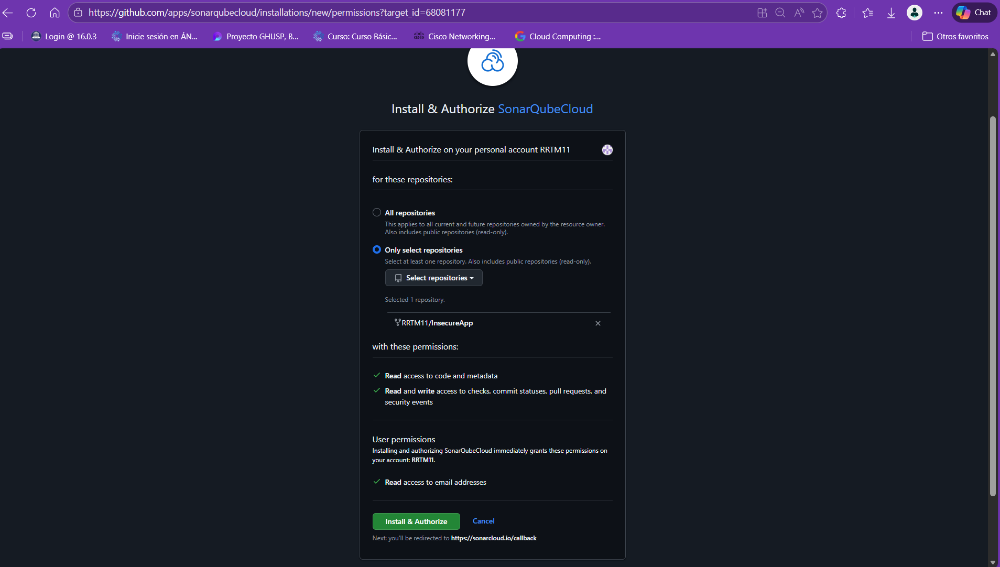 https://github.com/apps/sonarqubecloud/installations/new/permissions?target_id=68081177
Chat
Login @ 16.0.3
Inicie sesión en ÁN...
Proyecto GHUSP, B...
Curso: Curso Básic...
Cisco Networking...
Cloud Computing :...
Otros favoritos
Install & Authorize SonarQubeCloud
Install & Authorize on your personal account RRTM11
for these repositories:
All repositories
This applies to all current and future repositories owned by the resource owner.
Also includes public repositories (read-only).
Only select repositories
Select at least one repository. Also includes public repositories (read-only).
Select repositories
Selected 1 repository.
RRTM11/InsecureApp
with these permissions:
Read access to code and metadata
Read and write access to checks, commit statuses, pull requests, and
security events
User permissions
Installing and authorizing SonarQubeCloud immediately grants these permissions on
your account: RRTM11.
Read access to email addresses
Install & Authorize
Cancel
Next: you'll be redirected to https://sonarcloud.io/callback